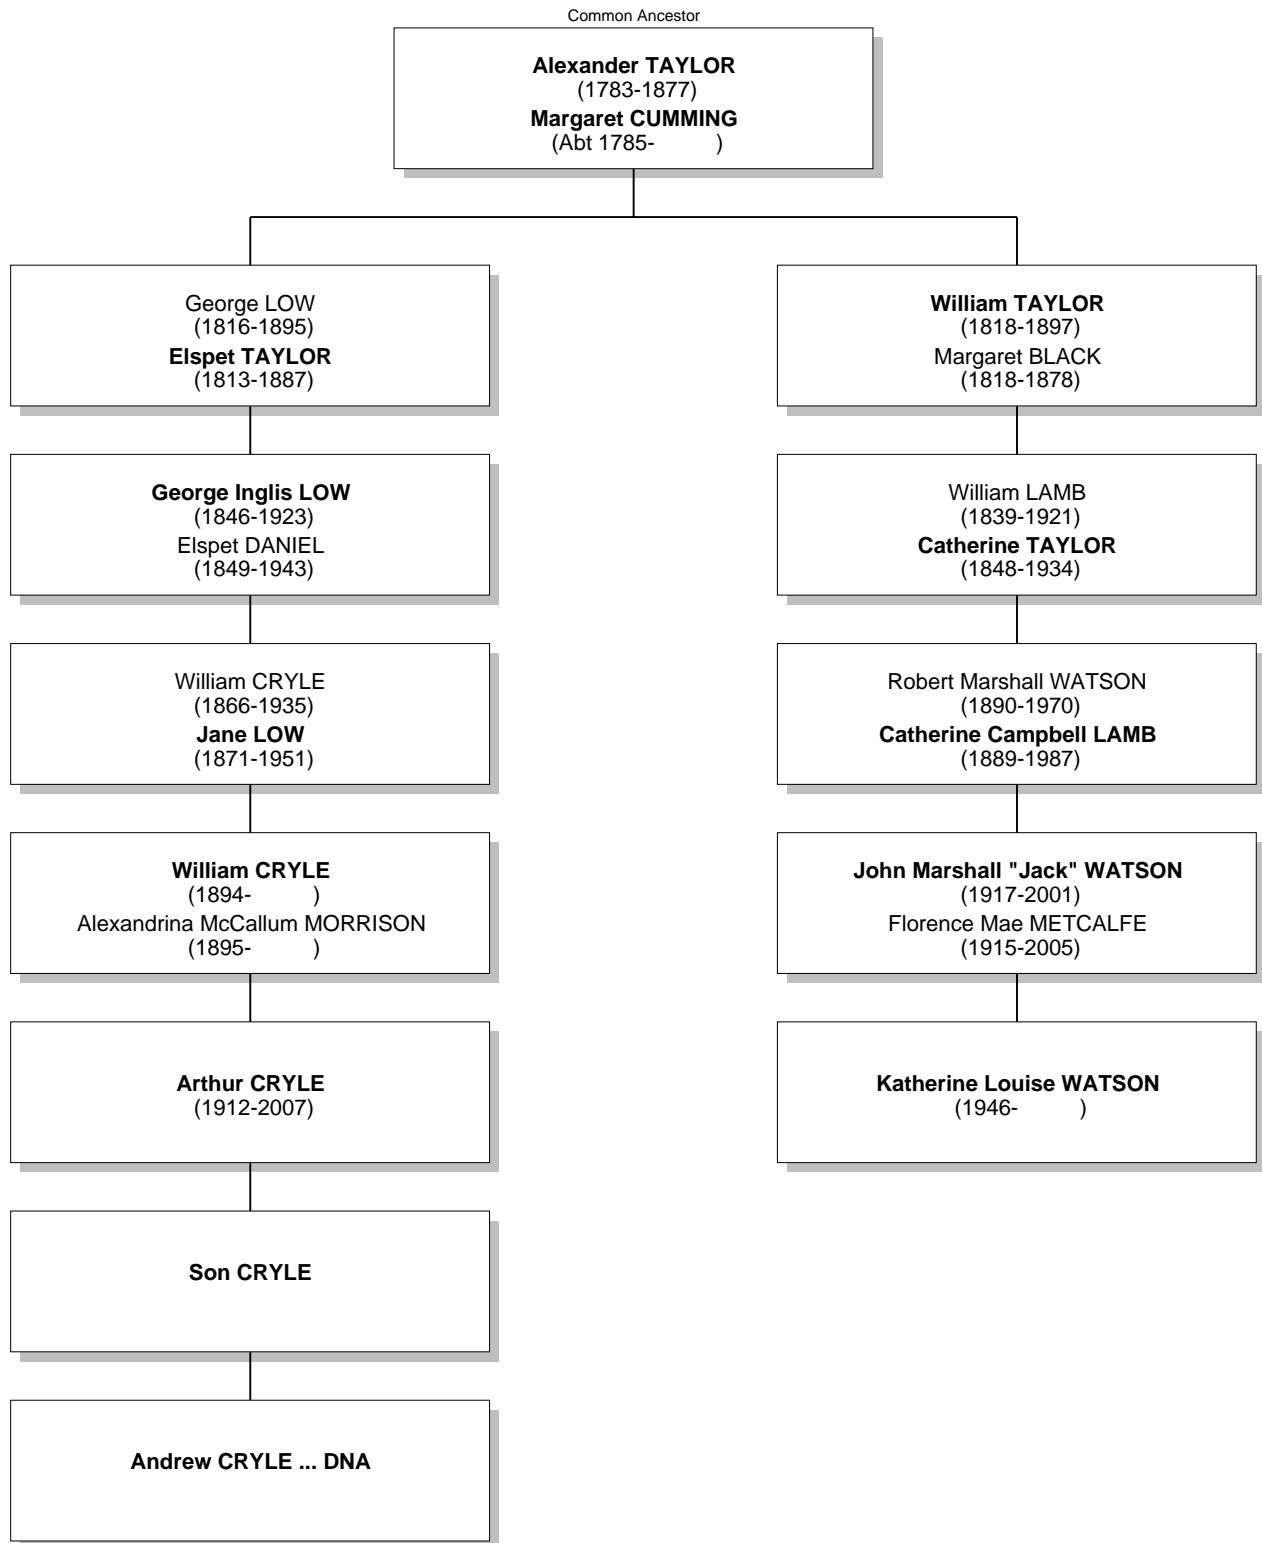 Common Ancestor
Alexander TAYLOR
(1783-1877)
Margaret CUMMING
(Abt 1785- )
George LOW
(1816-1895)
Elspet TAYLOR
(1813-1887)
William TAYLOR
(1818-1897)
Margaret BLACK
(1818-1878)
George Inglis LOW
(1846-1923)
Elspet DANIEL
(1849-1943)
William LAMB
(1839-1921)
Catherine TAYLOR
(1848-1934)
William CRYLE
(1866-1935)
Jane LOW
(1871-1951)
Robert Marshall WATSON
(1890-1970)
Catherine Campbell LAMB
(1889-1987)
William CRYLE
(1894- )
Alexandrina McCallum MORRISON
(1895- )
John Marshall "Jack" WATSON
(1917-2001)
Florence Mae METCALFE
(1915-2005)
Arthur CRYLE
(1912-2007)
Katherine Louise WATSON
(1946- )
Son CRYLE
Andrew CRYLE ... DNA